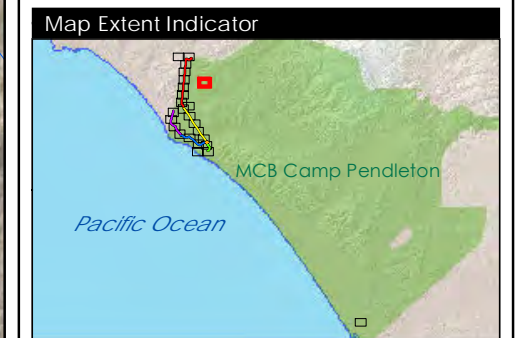 Map Extent Indicator
MCB Camp Pendleton
Pacific Ocean